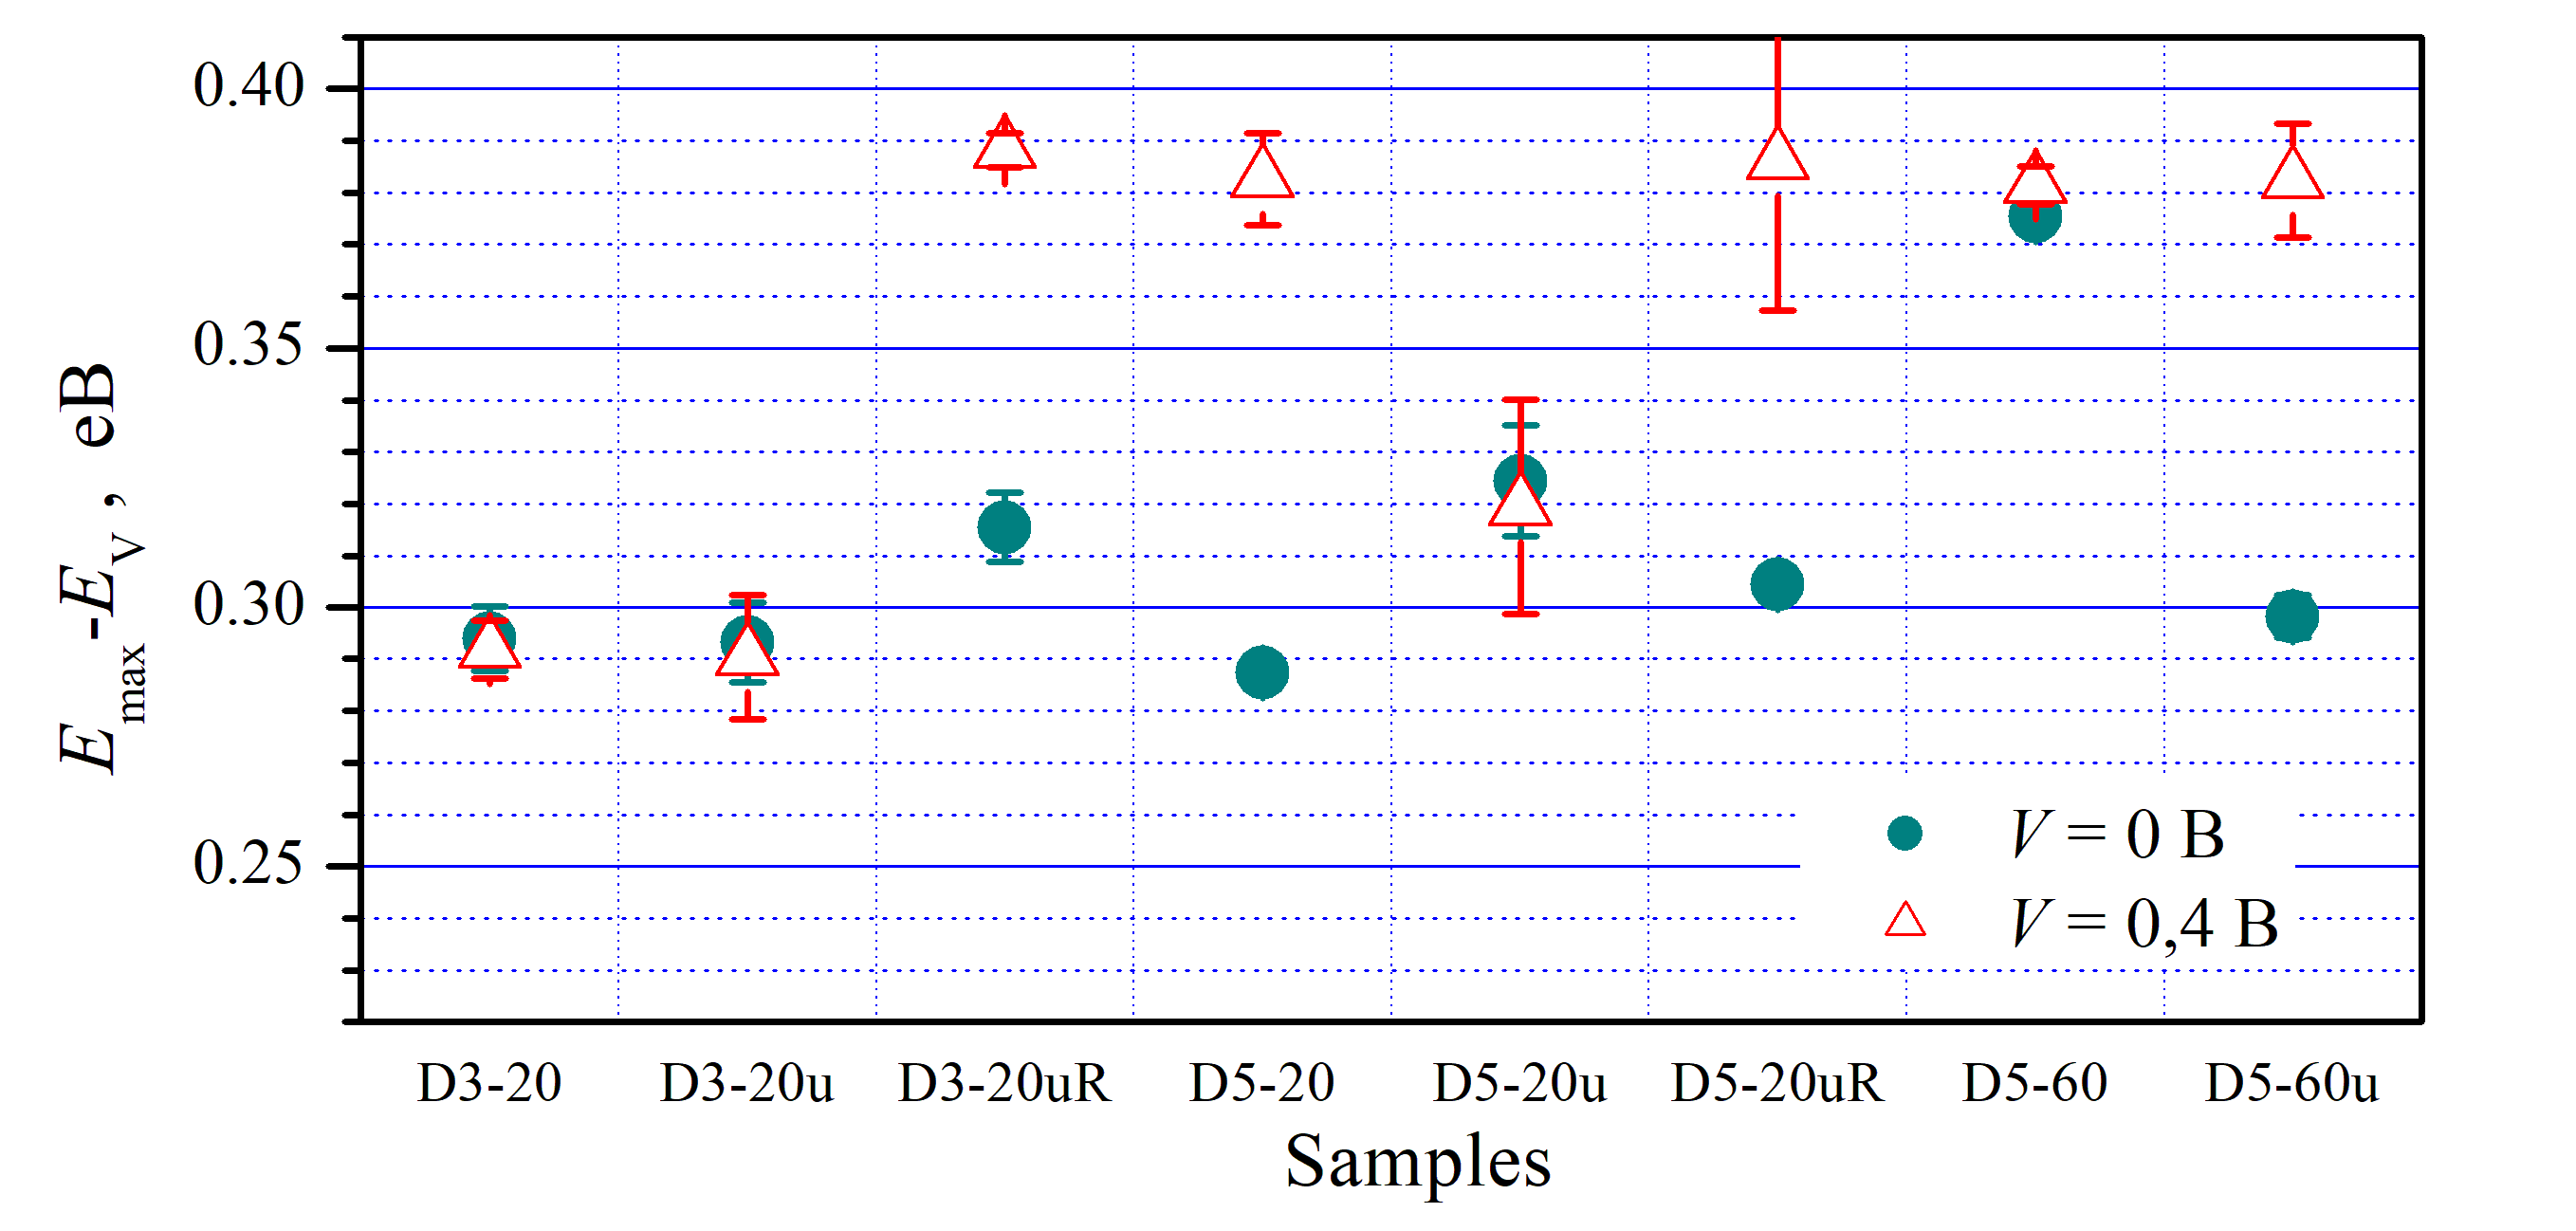 0.40
0.35
0.30
0.25
Emax-EV, eB
V = 0 B
V = 0,4 B
D3-20 D3-20u D3-20uR D5-20 D5-20u D5-20uR D5-60 D5-60u
Samples